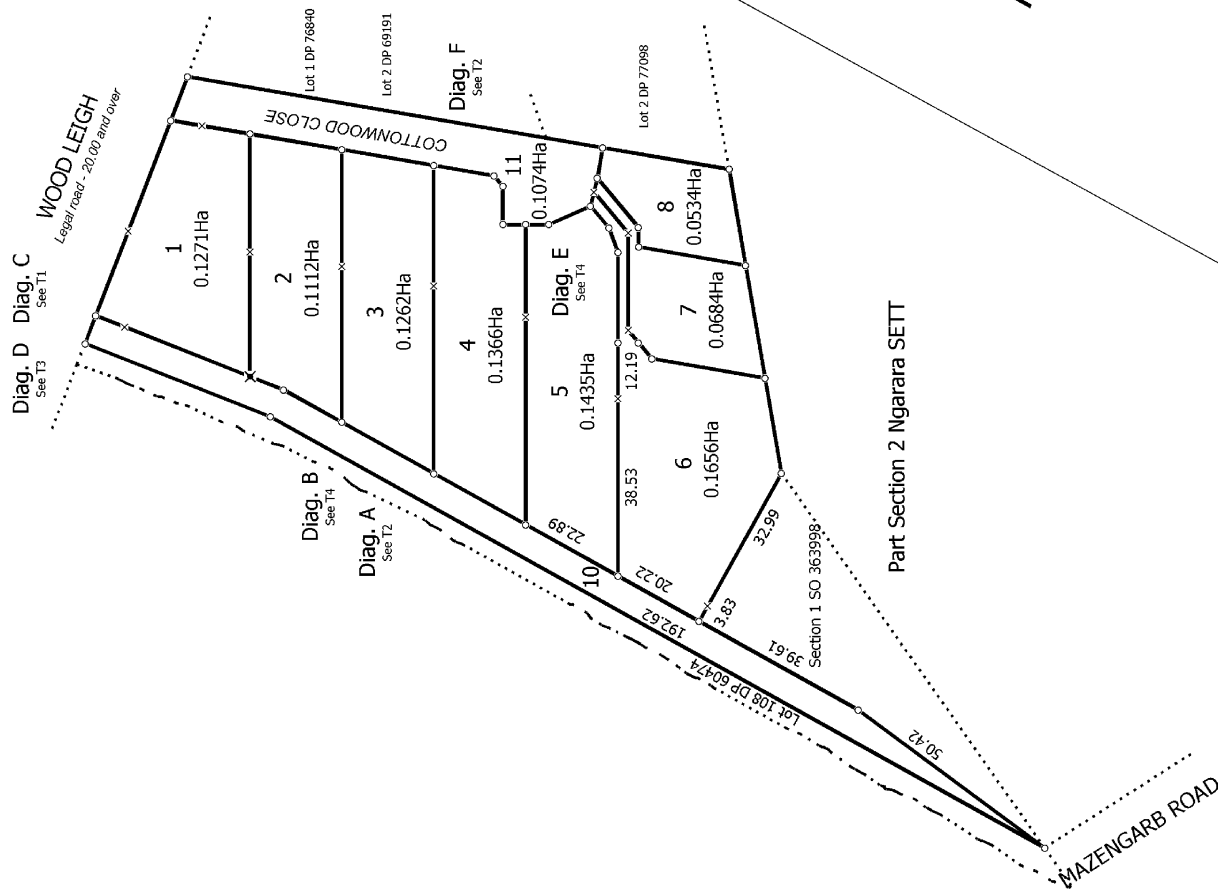 WOOD LEIGH
Legal road - 20.00 and over
Diag. C
See T1
Diag. D
See T3
Lot 1 DP 76840
Lot 2 DP 69191
Diag. F
See T2
Lot 2 DP 77098
COTTONWOOD CLOSE
1
0.1271Ha
2
0.1112Ha
3
0.1262Ha
4
0.1366Ha
11
0.1074Ha
Diag. E
See T4
5
0.1435Ha
8
0.0534Ha
7
0.0684Ha
6
0.1656Ha
12.19
38.53
22.89
20.22
10
32.99
3.83
39.61
50.42
192.62
Lot 108 DP 60474
Diag. B
See T4
Diag. A
See T2
Section 1 SO 363998
Part Section 2 Ngarara SETT
MAZENGARB ROAD